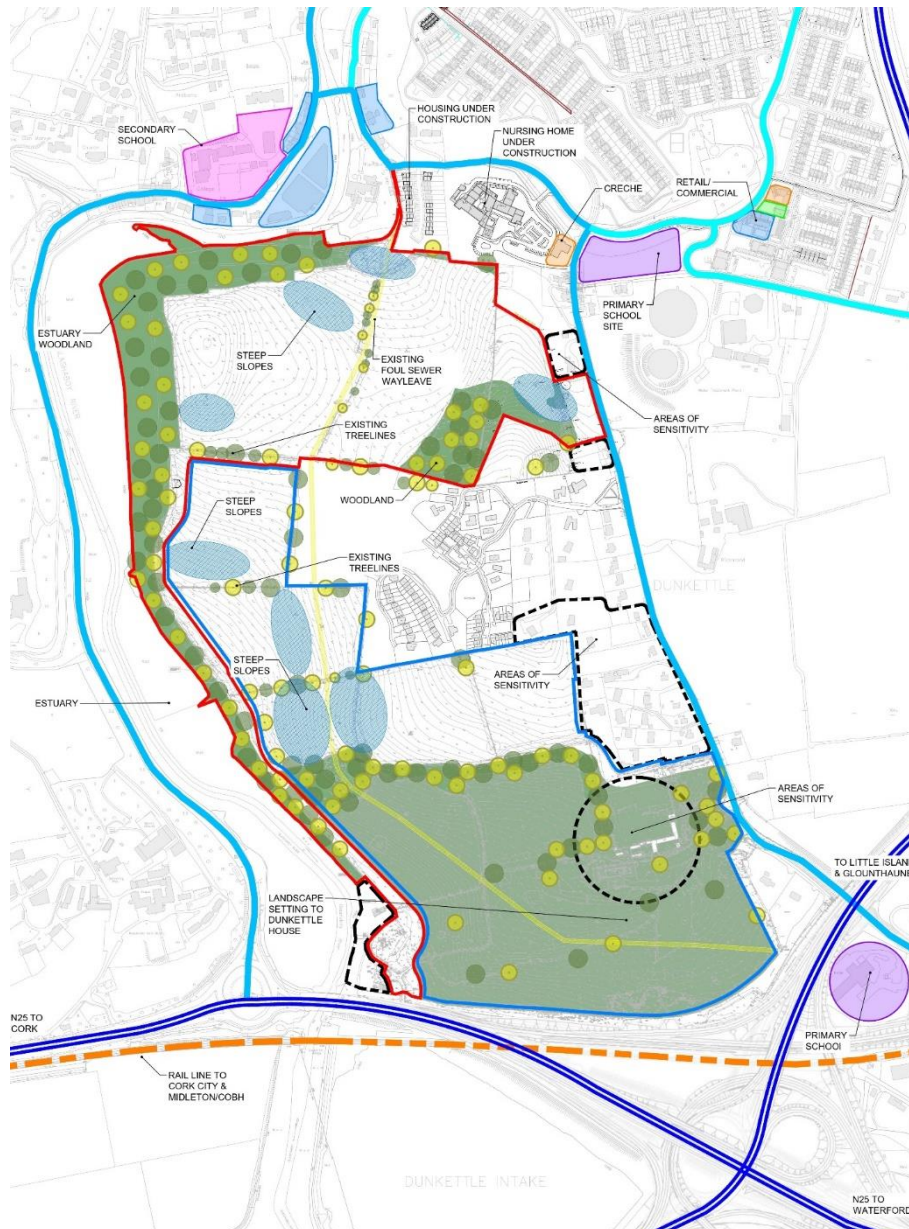 HOUSING UNDER
CONSTRUCTION
NURSING HOME
UNDER
CONSTRUCTION
SECONDARY
SCHOOL
CRECHE
RETAIL/
COMMERCIAL
PRIMARY
SCHOOL
SITE
ESTUARY
WOODLAND
STEEP
SLOPES
EXISTING
FOUL SEWER
WAYLEAVE
AREAS OF
SENSITIVITY
EXISTING
TREELINES
WOODLAND
STEEP
SLOPES
EXISTING
TREELINES
DUNKETTLE
STEEP
SLOPES
AREAS OF
SENSITIVITY
ESTUARY
AREAS OF
SENSITIVITY
TO LITTLE ISLAN
& GLOUNTHAUNE
LANDSCAPE
SETTING TO
DUNKETTLE
HOUSE
N25 TO
CORK
PRIMARY
SCHOOl
RAIL LINE TO
CORK CITY &
MIDLETON/COBH
DUNKETTLE INTAKE
N25 TO
WATERFORD